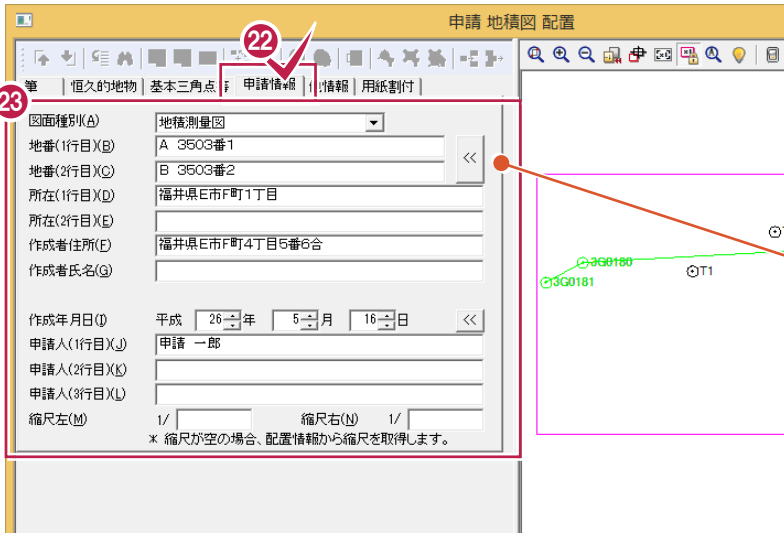 申請 地積図 配置
22
筆 恒久的地物 基本三角点等 申請情報 他情報 用紙割付
23
図面種別(A) 地積測量図
地番(1行目)(B) A 3503番1
<<
地番(2行目)(C) B 3503番2
所在(1行目)(D) 福井県E市F町1丁目
所在(2行目)(E)
作成者住所(F) 福井県E市F町4丁目5番6合
作成者氏名(G)
作成年月日(I) 平成 26年 5月 16日 <<
申請人(1行目)(J) 申請 一郎
申請人(2行目)(K)
申請人(3行目)(L)
縮尺左(M) 1/ 縮尺右(N) 1/
* 縮尺が空の場合、配置情報から縮尺を取得します。
3G0180
T1
3G0181